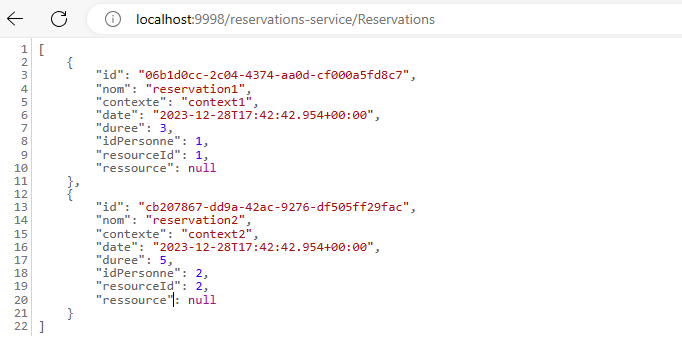 localhost:9998/reservations-service/Reservations
1 [
2 {
3 "id": "06b1d0cc-2c04-4374-aa0d-cf000a5fd8c7",
4 "nom": "reservation1",
5 "contexte": "context1",
6 "date": "2023-12-28T17:42:42.954+00:00",
7 "duree": 3,
8 "idPersonne": 1,
9 "resourceId": 1,
10 "ressource": null
11 },
12 {
13 "id": "cb207867-dd9a-42ac-9276-df505ff29fac",
14 "nom": "reservation2",
15 "contexte": "context2",
16 "date": "2023-12-28T17:42:42.954+00:00",
17 "duree": 5,
18 "idPersonne": 2,
19 "resourceId": 2,
20 "ressource": null
21 }
22 ]